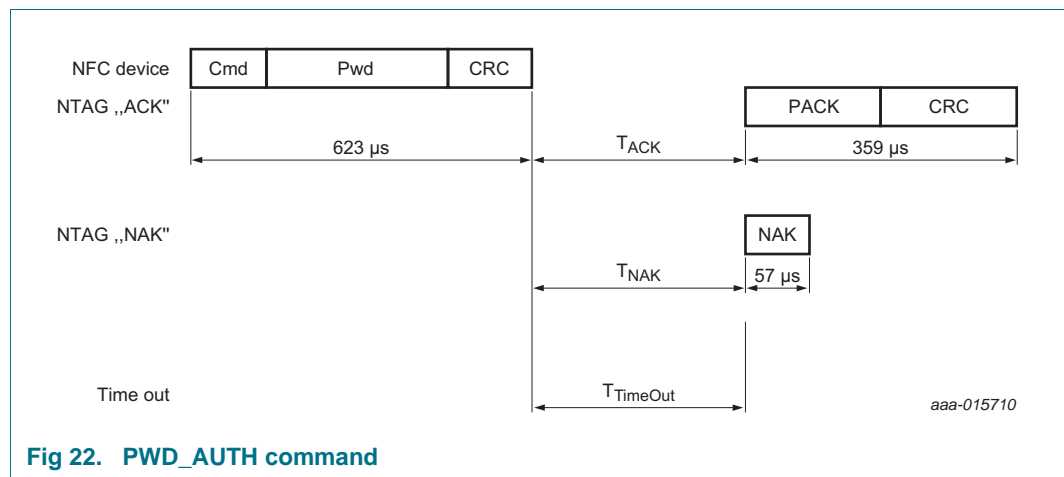 NFC device Cmd Pwd CRC
NTAG ,,ACK" PACK CRC
623 µs TACK 359 µs
NTAG ,,NAK" NAK
TNAK 57 µs
Time out TTimeOut
aaa-015710
Fig 22. PWD_AUTH command